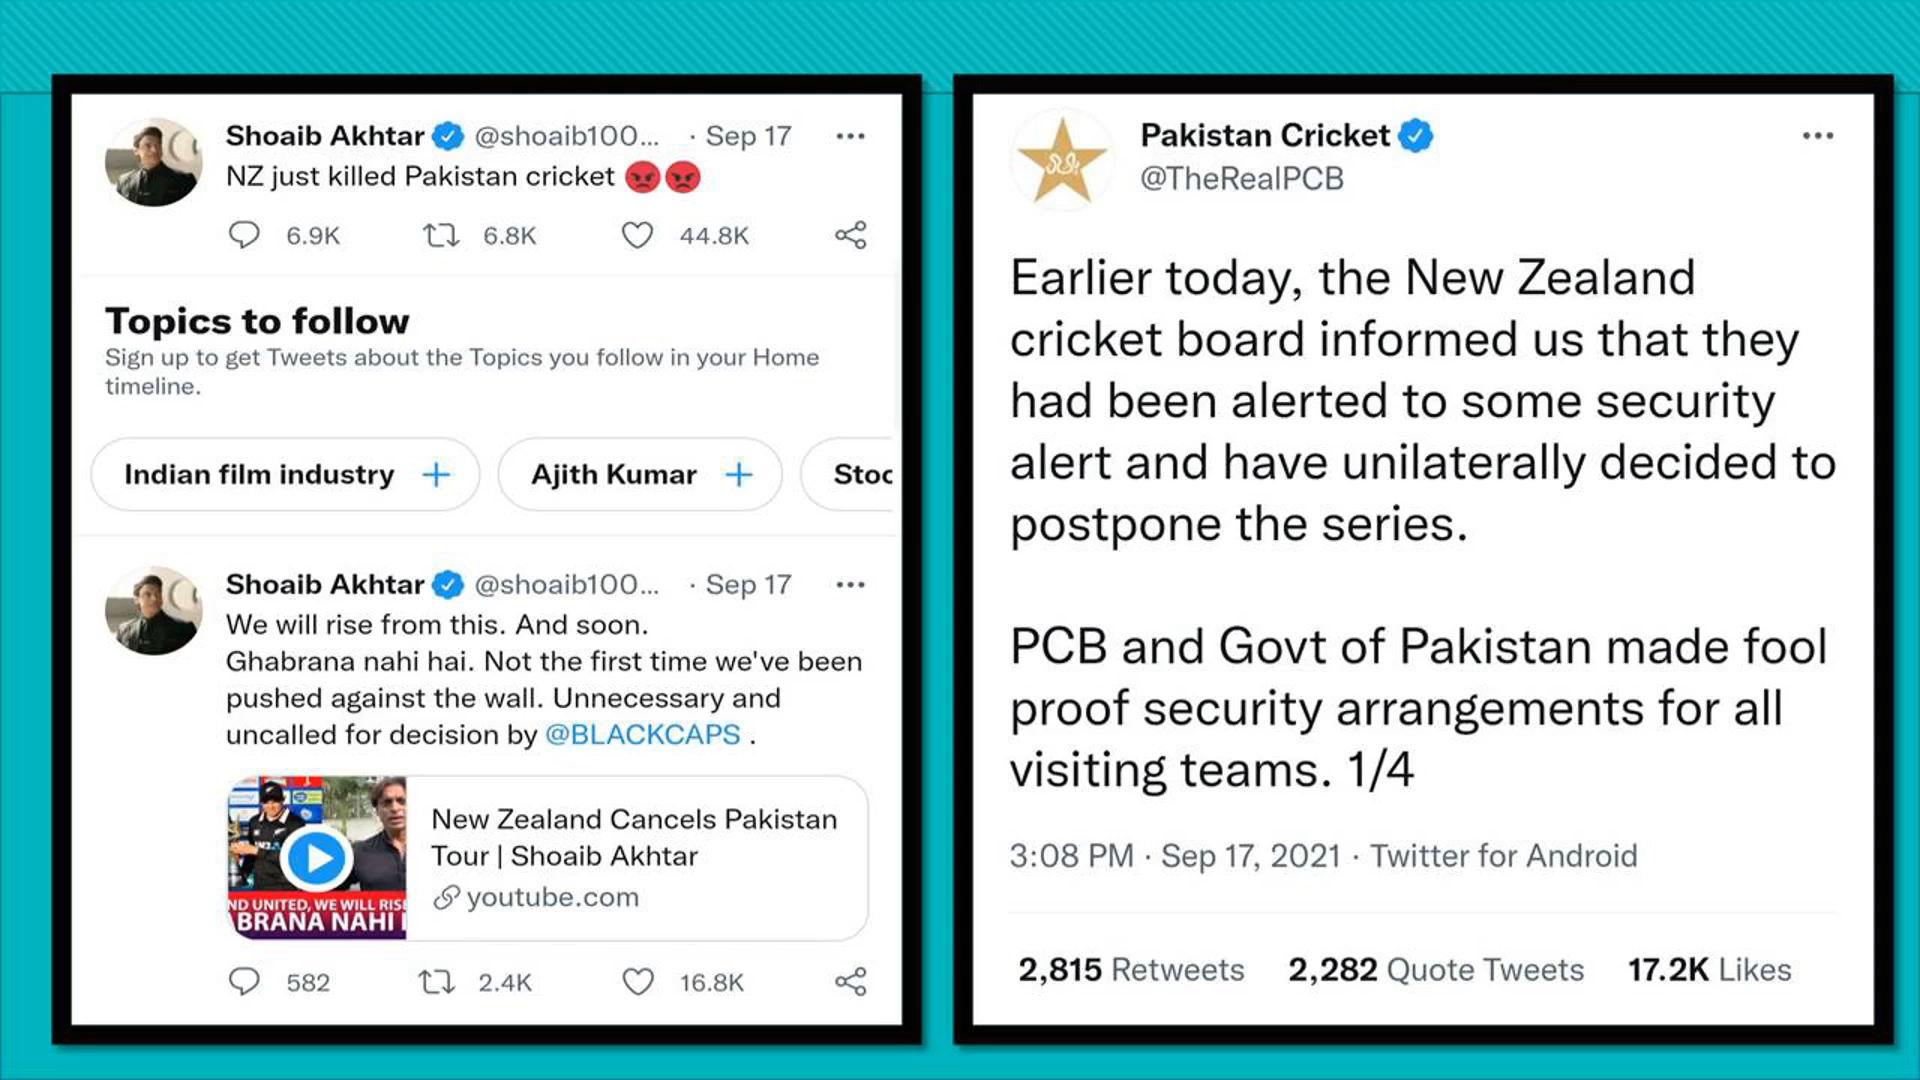 Shoaib Akhtar @shoaib100... · Sep 17
NZ just killed Pakistan cricket 😡😡
6.9K 6.8K 44.8K
Topics to follow
Sign up to get Tweets about the Topics you follow in your Home
timeline.
Indian film industry + Ajith Kumar + Stoc
Shoaib Akhtar @shoaib100... · Sep 17
We will rise from this. And soon.
Ghabrana nahi hai. Not the first time we've been
pushed against the wall. Unnecessary and
uncalled for decision by @BLACKCAPS .
ND UNITED, WE WILL RISE
BRANA NAHI
New Zealand Cancels Pakistan
Tour | Shoaib Akhtar
youtube.com
582 2.4K 16.8K
Pakistan Cricket
@TheRealPCB
Earlier today, the New Zealand
cricket board informed us that they
had been alerted to some security
alert and have unilaterally decided to
postpone the series.
PCB and Govt of Pakistan made fool
proof security arrangements for all
visiting teams. 1/4
3:08 PM · Sep 17, 2021 · Twitter for Android
2,815 Retweets 2,282 Quote Tweets 17.2K Likes